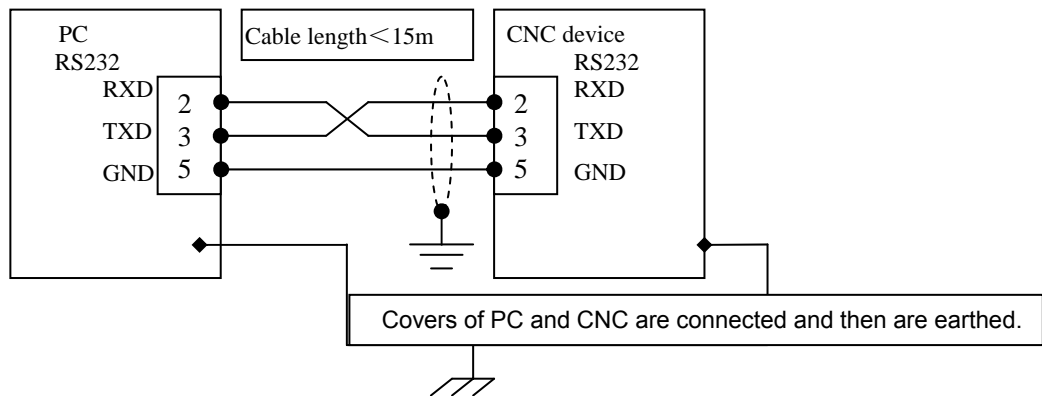 PC
RS232
RXD
2
TXD
3
GND
5
Cable length＜15m
CNC device
RS232
2
RXD
3
TXD
5
GND
Covers of PC and CNC are connected and then are earthed.